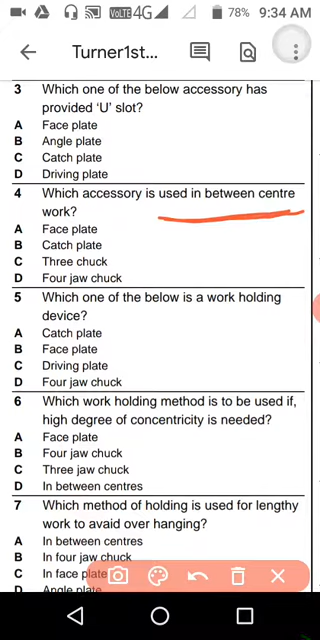 VoLTE 4G 78% 9:34 AM
Turner1st...
3 Which one of the below accessory has
provided ‘U’ slot?
A Face plate
B Angle plate
C Catch plate
D Driving plate
4 Which accessory is used in between centre
work?
A Face plate
B Catch plate
C Three chuck
D Four jaw chuck
5 Which one of the below is a work holding
device?
A Catch plate
B Face plate
C Driving plate
D Four jaw chuck
6 Which work holding method is to be used if,
high degree of concentricity is needed?
A Face plate
B Four jaw chuck
C Three jaw chuck
D In between centres
7 Which method of holding is used for lengthy
work to avaid over hanging?
A In between centres
B In four jaw chuck
C In face plate
D Angle plate